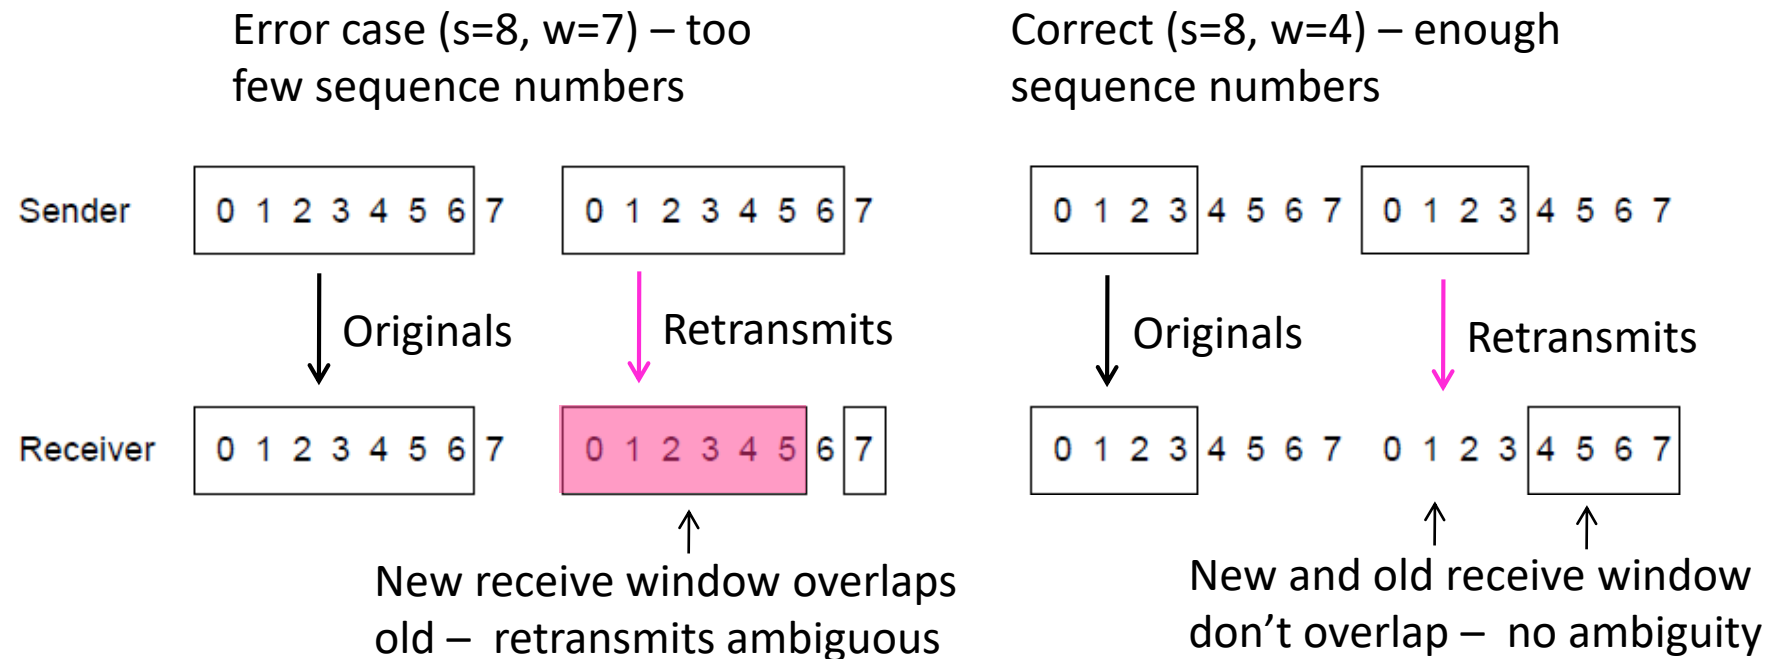 Error case (s=8, w=7) – too
few sequence numbers
Correct (s=8, w=4) – enough
sequence numbers
Sender 0 1 2 3 4 5 6 7 0 1 2 3 4 5 6 7 0 1 2 3 4 5 6 7 0 1 2 3 4 5 6 7
Originals Retransmits Originals Retransmits
Receiver 0 1 2 3 4 5 6 7 0 1 2 3 4 5 6 7 0 1 2 3 4 5 6 7 0 1 2 3 4 5 6 7
New receive window overlaps
old – retransmits ambiguous
New and old receive window
don’t overlap – no ambiguity